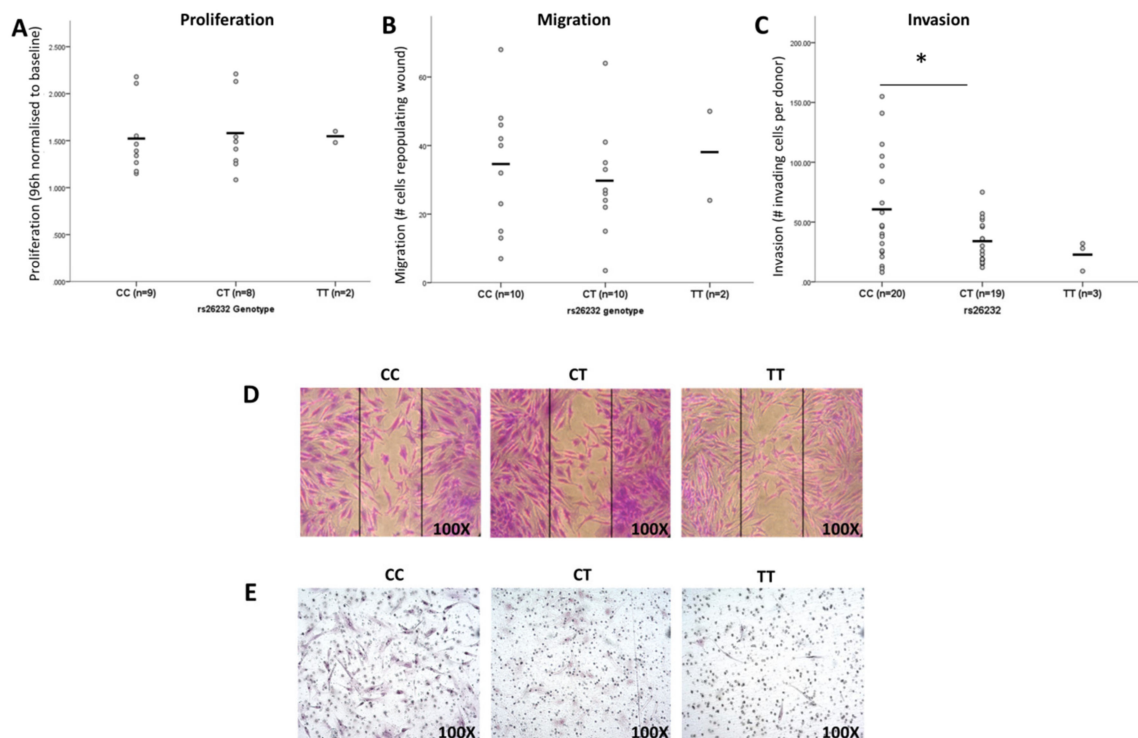 A
Proliferation
Proliferation (96h normalised to baseline)
2.500
2.000
1.500
1.000
.500
.000
CC (n=9)
CT (n=8)
TT (n=2)
rs26232 Genotype
B
Migration
Migration (# cells repopulating wound)
60
40
20
0
CC (n=10)
CT (n=10)
TT (n=2)
rs26232 genotype
C
Invasion
Invasion (# invading cells per donor)
200.00
150.00
100.00
50.00
.00
*
CC (n=20)
CT (n=19)
TT (n=3)
rs26232
D
CC
CT
TT
100X
100X
100X
E
CC
CT
TT
100X
100X
100X